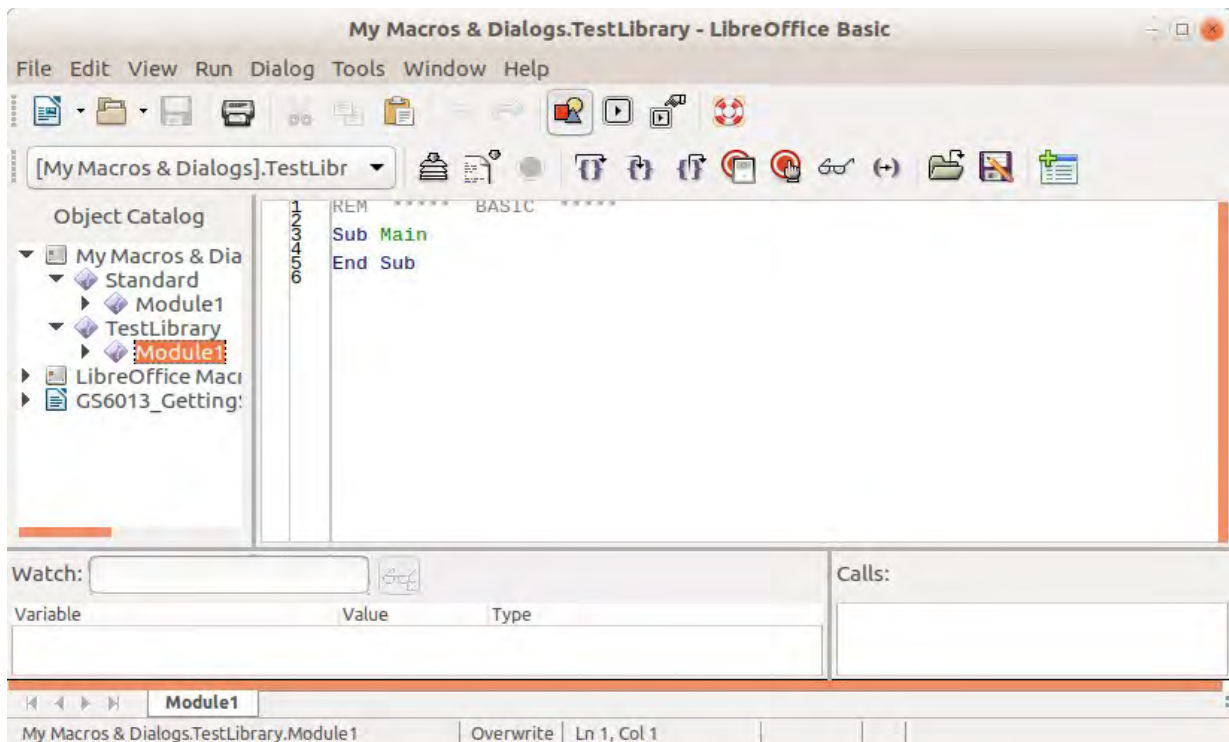 My Macros & Dialogs.TestLibrary - LibreOffice Basic
File Edit View Run Dialog Tools Window Help
[My Macros & Dialogs].TestLibr
Object Catalog
My Macros & Dia
Standard
Module1
TestLibrary
Module1
LibreOffice Macr
GS6013_Getting
1 REM ***** BASIC *****
2
3 Sub Main
4
5 End Sub
6
Watch:
Calls:
Variable Value Type
Module1
My Macros & Dialogs.TestLibrary.Module1 Overwrite Ln 1, Col 1